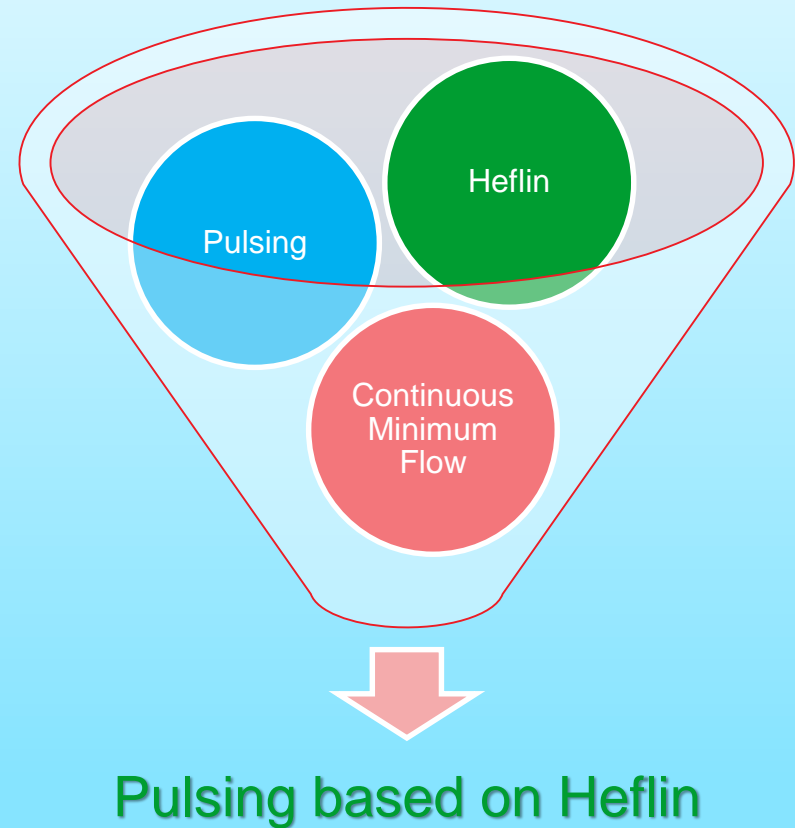 Heflin
Pulsing
Continuous
Minimum
Flow
Pulsing based on Heflin